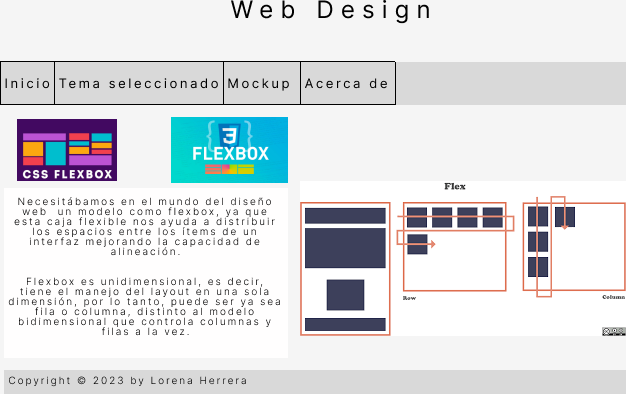 Web Design
Inicio
Tema seleccionado
Mockup
Acerca de
CSS FLEXBOX
3
FLEXBOX
Necesitábamos en el mundo del diseño
web un modelo como flexbox, ya que
esta caja flexible nos ayuda a distribuir
los espacios entre los ítems de un
interfaz mejorando la capacidad de
alineación.
Flexbox es unidimensional, es decir,
tiene el manejo del layout en una sola
dimensión, por lo tanto, puede ser ya sea
fila o columna, distinto al modelo
bidimensional que controla columnas y
filas a la vez.
Flex
Row
Column
Copyright © 2023 by Lorena Herrera